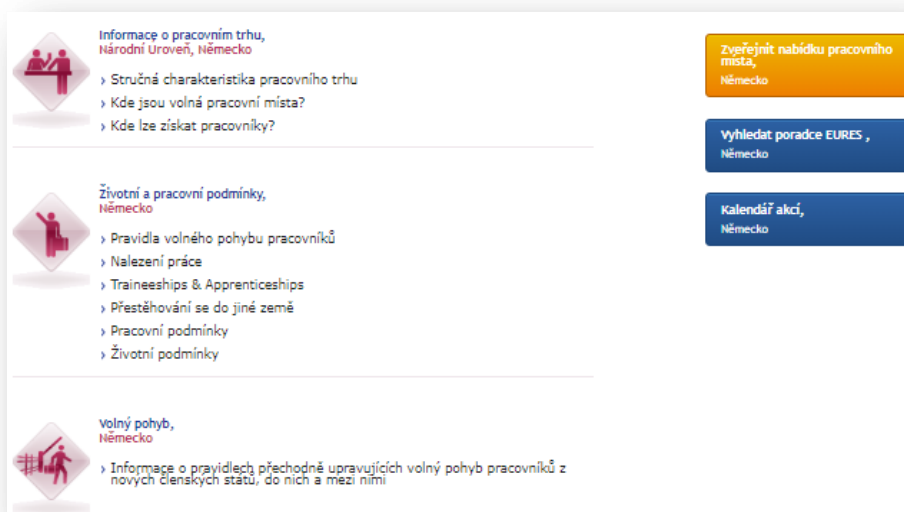 Informace o pracovním trhu,
Národní Úroveň, Německo
› Stručná charakteristika pracovního trhu
› Kde jsou volná pracovní místa?
› Kde lze získat pracovníky?
Životní a pracovní podmínky,
Německo
› Pravidla volného pohybu pracovníků
› Nalezení práce
› Traineeships & Apprenticeships
› Přestěhování se do jiné země
› Pracovní podmínky
› Životní podmínky
Volný pohyb,
Německo
› Informace o pravidlech přechodně upravujících volný pohyb pracovníků z
nových členských států, do nich a mezi nimi
Zveřejnit nabídku pracovního
místa,
Německo
Vyhledat poradce EURES ,
Německo
Kalendář akcí,
Německo